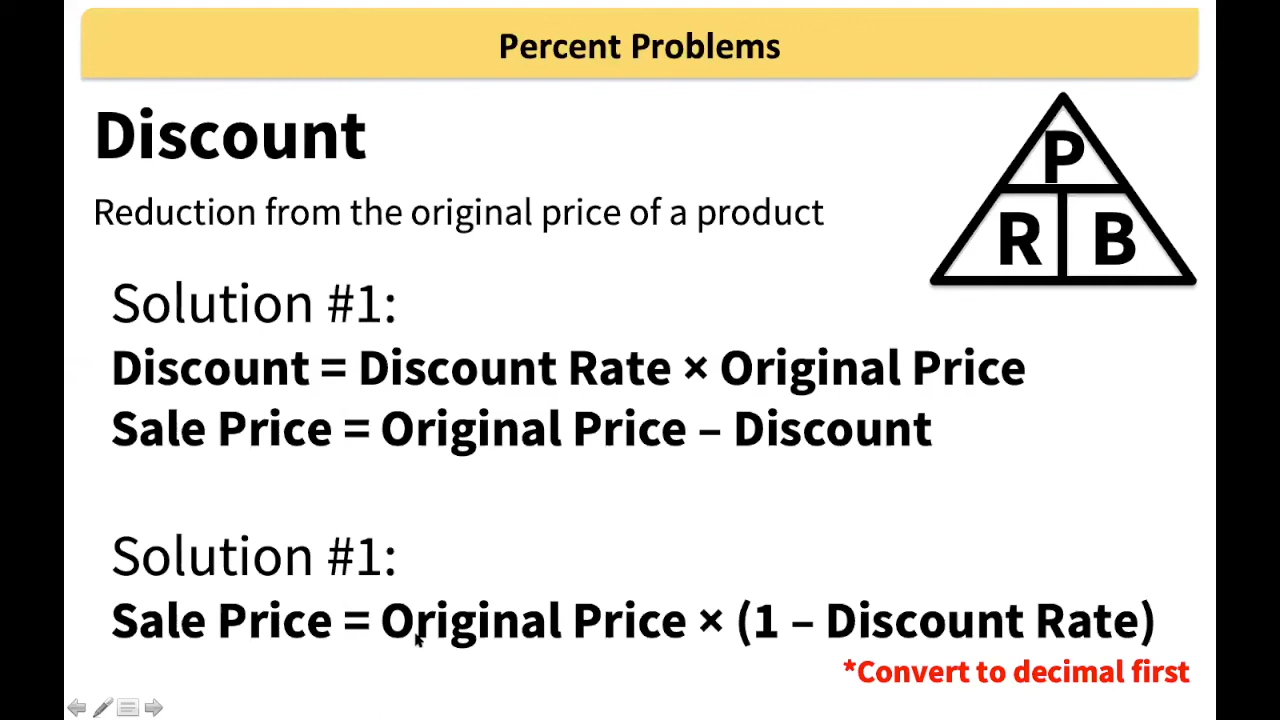 Percent Problems
Discount
Reduction from the original price of a product
P
R B
Solution #1:
Discount = Discount Rate × Original Price
Sale Price = Original Price – Discount
Solution #1:
Sale Price = Original Price × (1 – Discount Rate)
*Convert to decimal first